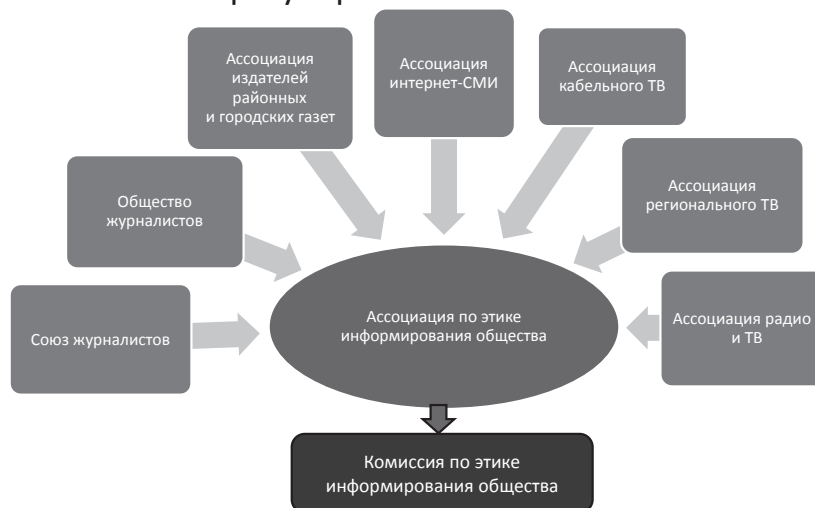 Ассоциация
издателей
районных
и городских газет
Ассоциация
интернет-СМИ
Ассоциация
кабельного ТВ
Общество
журналистов
Ассоциация
регионального ТВ
Союз журналистов
Ассоциация по этике
информирования общества
Ассоциация радио
и ТВ
Комиссия по этике
информирования общества